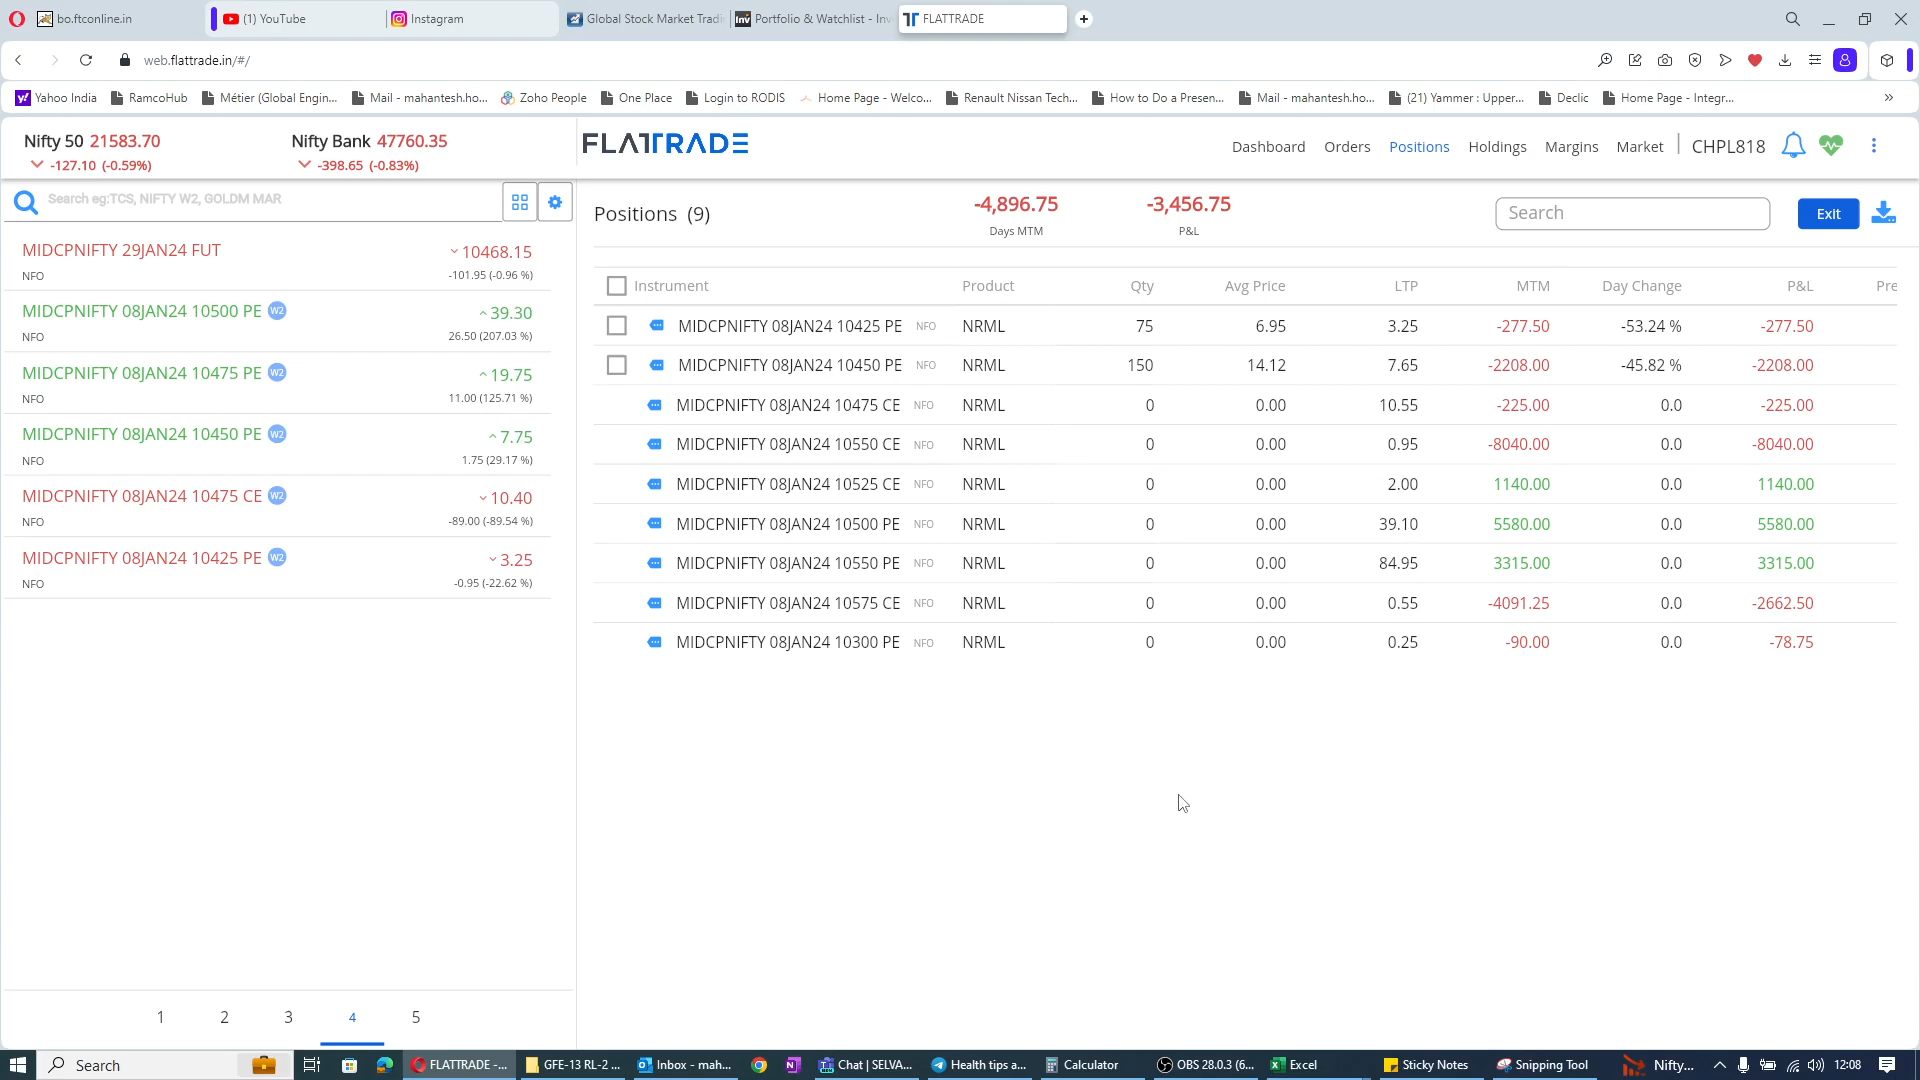 bo.ftconline.in
(1) YouTube
Instagram
Global Stock Market Tradi
Portfolio & Watchlist - Inv
FLATTRADE
web.flattrade.in/#/
Yahoo India
RamcoHub
Métier (Global Engin...
Mail - mahantesh.ho...
Zoho People
One Place
Login to RODIS
Home Page - Welco...
Renault Nissan Tech...
How to Do a Presen...
Mail - mahantesh.ho...
(21) Yammer : Upper...
Declic
Home Page - Integr...
Nifty 50 21583.70
-127.10 (-0.59%)
Nifty Bank 47760.35
-398.65 (-0.83%)
FLATTRADE
Dashboard Orders Positions Holdings Margins Market CHPL818
Search eg:TCS, NIFTY W2, GOLDM MAR
MIDCPNIFTY 29JAN24 FUT 10468.15
NFO -101.95 (-0.96 %)
MIDCPNIFTY 08JAN24 10500 PE W2 39.30
NFO 26.50 (207.03 %)
MIDCPNIFTY 08JAN24 10475 PE W2 19.75
NFO 11.00 (125.71 %)
MIDCPNIFTY 08JAN24 10450 PE W2 7.75
NFO 1.75 (29.17 %)
MIDCPNIFTY 08JAN24 10475 CE W2 10.40
NFO -89.00 (-89.54 %)
MIDCPNIFTY 08JAN24 10425 PE W2 3.25
NFO -0.95 (-22.62 %)
1 2 3 4 5
Positions (9)
-4,896.75
Days MTM
-3,456.75
P&L
Search
Exit
Instrument Product Qty Avg Price LTP MTM Day Change P&L Pre
MIDCPNIFTY 08JAN24 10425 PE NFO NRML 75 6.95 3.25 -277.50 -53.24 % -277.50
MIDCPNIFTY 08JAN24 10450 PE NFO NRML 150 14.12 7.65 -2208.00 -45.82 % -2208.00
MIDCPNIFTY 08JAN24 10475 CE NFO NRML 0 0.00 10.55 -225.00 0.0 -225.00
MIDCPNIFTY 08JAN24 10550 CE NFO NRML 0 0.00 0.95 -8040.00 0.0 -8040.00
MIDCPNIFTY 08JAN24 10525 CE NFO NRML 0 0.00 2.00 1140.00 0.0 1140.00
MIDCPNIFTY 08JAN24 10500 PE NFO NRML 0 0.00 39.10 5580.00 0.0 5580.00
MIDCPNIFTY 08JAN24 10550 PE NFO NRML 0 0.00 84.95 3315.00 0.0 3315.00
MIDCPNIFTY 08JAN24 10575 CE NFO NRML 0 0.00 0.55 -4091.25 0.0 -2662.50
MIDCPNIFTY 08JAN24 10300 PE NFO NRML 0 0.00 0.25 -90.00 0.0 -78.75
Search
FLATTRADE -...
GFE-13 RL-2 ...
Inbox - mah...
Chat | SELVA...
Health tips a...
Calculator
OBS 28.0.3 (6...
Excel
Sticky Notes
Snipping Tool
Nifty...
12:08